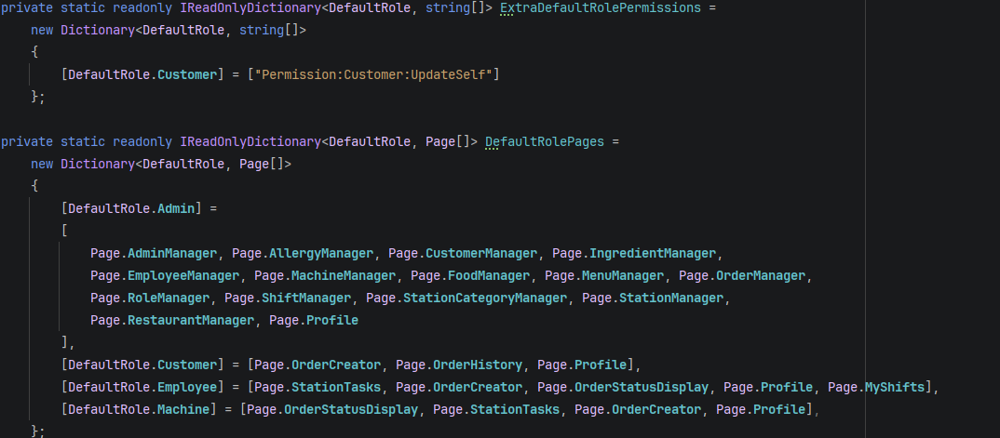 private static readonly IReadOnlyDictionary<DefaultRole, string[]> ExtraDefaultRolePermissions =
    new Dictionary<DefaultRole, string[]>
    {
        [DefaultRole.Customer] = ["Permission:Customer:UpdateSelf"]
    };

private static readonly IReadOnlyDictionary<DefaultRole, Page[]> DefaultRolePages =
    new Dictionary<DefaultRole, Page[]>
    {
        [DefaultRole.Admin] =
        [
            Page.AdminManager, Page.AllergyManager, Page.CustomerManager, Page.IngredientManager,
            Page.EmployeeManager, Page.MachineManager, Page.FoodManager, Page.MenuManager, Page.OrderManager,
            Page.RoleManager, Page.ShiftManager, Page.StationCategoryManager, Page.StationManager,
            Page.RestaurantManager, Page.Profile
        ],
        [DefaultRole.Customer] = [Page.OrderCreator, Page.OrderHistory, Page.Profile],
        [DefaultRole.Employee] = [Page.StationTasks, Page.OrderCreator, Page.OrderStatusDisplay, Page.Profile, Page.MyShifts],
        [DefaultRole.Machine] = [Page.OrderStatusDisplay, Page.StationTasks, Page.OrderCreator, Page.Profile],
    };